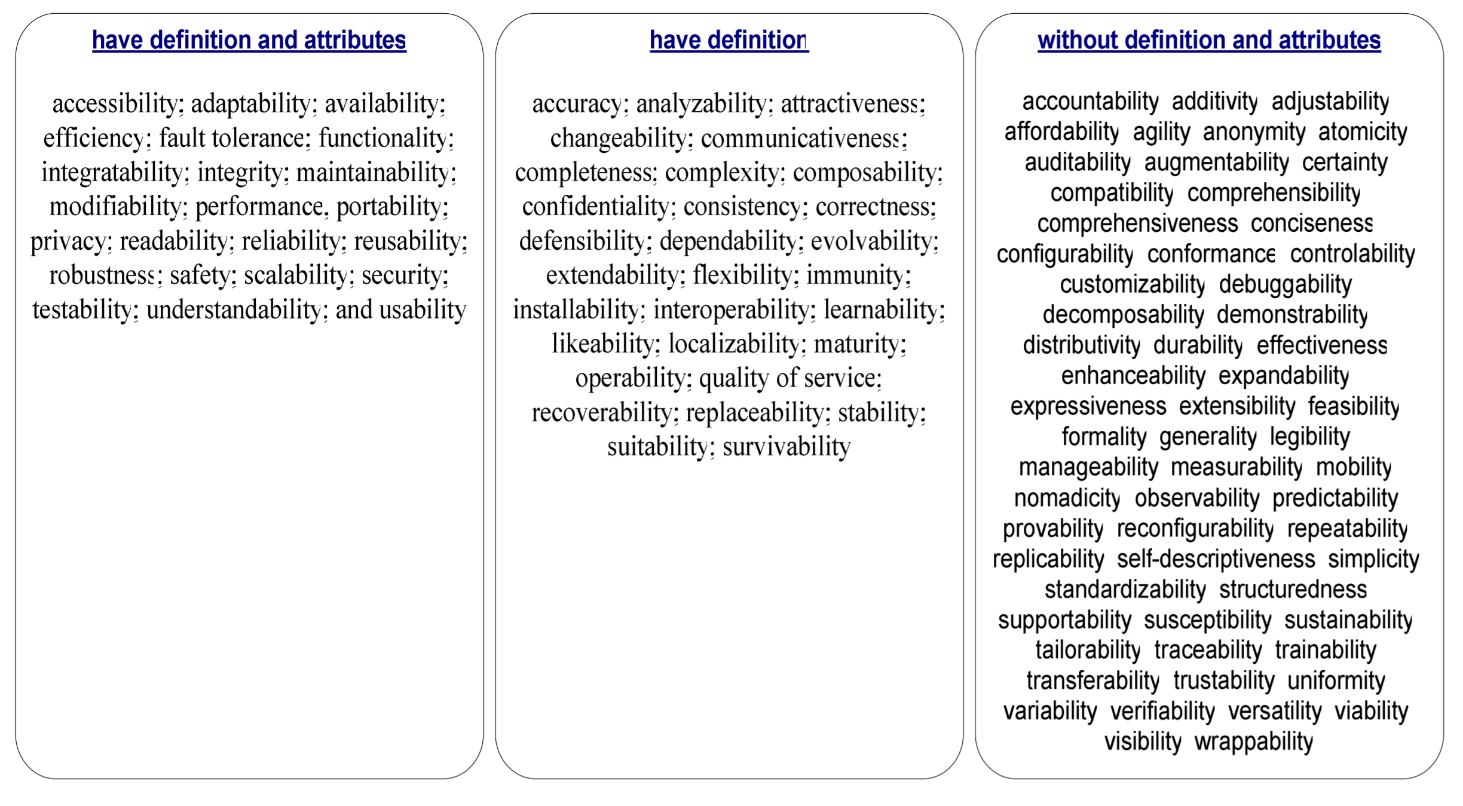 have definition and attributes
accessibility; adaptability; availability;
efficiency; fault tolerance; functionality;
integratability; integrity; maintainability;
modifiability; performance, portability;
privacy; readability; reliability; reusability;
robustness; safety; scalability; security;
testability; understandability; and usability
have definition
accuracy; analyzability; attractiveness;
changeability; communicativeness;
completeness; complexity; composability;
confidentiality; consistency; correctness;
defensibility; dependability; evolvability;
extendability; flexibility; immunity;
installability; interoperability; learnability;
likeability; localizability; maturity;
operability; quality of service;
recoverability; replaceability; stability;
suitability; survivability
without definition and attributes
accountability additivity adjustability
affordability agility anonymity atomicity
auditability augmentability certainty
compatibility comprehensibility
comprehensiveness conciseness
configurability conformance controlability
customizability debuggability
decomposability demonstrability
distributivity durability effectiveness
enhanceability expandability
expressiveness extensibility feasibility
formality generality legibility
manageability measurability mobility
nomadicity observability predictability
provability reconfigurability repeatability
replicability self-descriptiveness simplicity
standardizability structuredness
supportability susceptibility sustainability
tailorability traceability trainability
transferability trustability uniformity
variability verifiability versatility viability
visibility wrappability